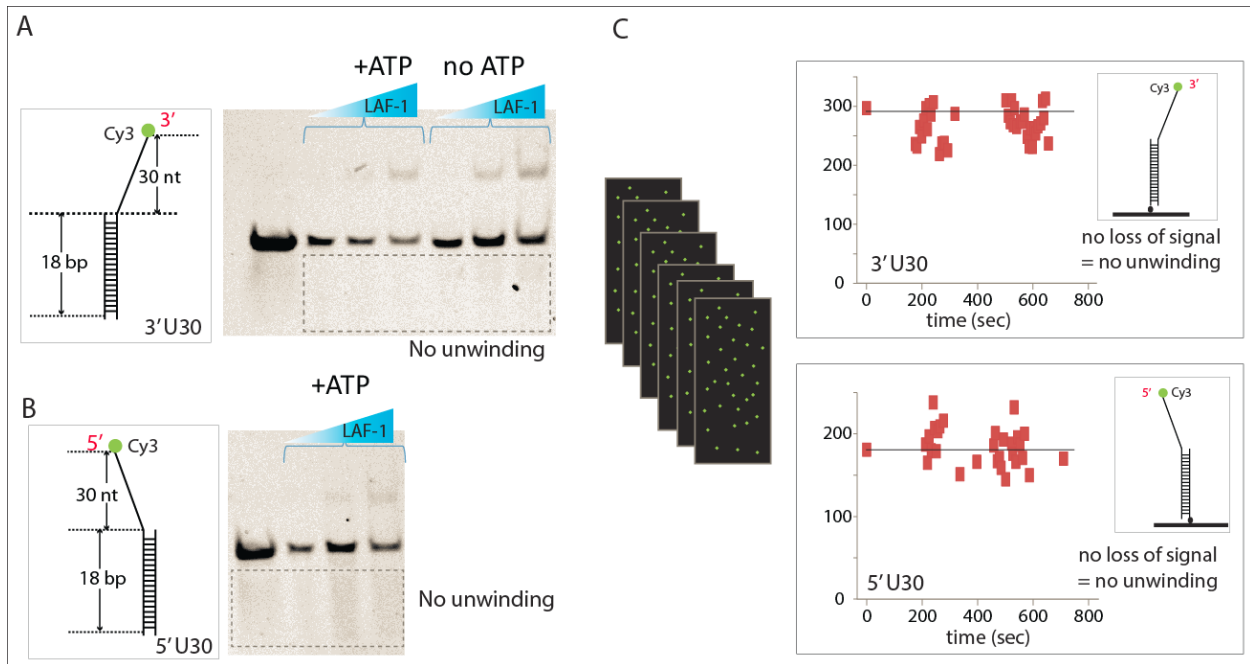 A
+ATP no ATP
LAF-1 LAF-1
Cy3 3′
30 nt
18 bp
3′U30
No unwinding
B
+ATP
LAF-1
5′ Cy3
30 nt
18 bp
5′U30
No unwinding
C
300
200
100
0
0 200 400 600 800
time (sec)
3′U30
Cy3 3′
no loss of signal
= no unwinding
300
200
100
0
0 200 400 600 800
time (sec)
5′U30
5′ Cy3
no loss of signal
= no unwinding